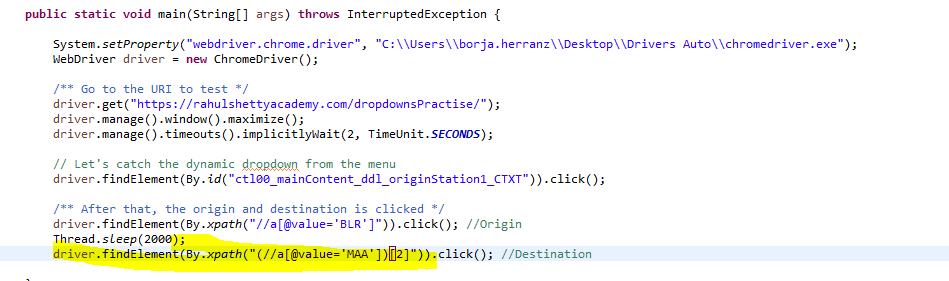 public static void main(String[] args) throws InterruptedException {
System.setProperty("webdriver.chrome.driver", "C:\\Users\\borja.herranz\\Desktop\\Drivers Auto\\chromedriver.exe");
WebDriver driver = new ChromeDriver();
/** Go to the URI to test */
driver.get("https://rahulshettyacademy.com/dropdownsPractise/");
driver.manage().window().maximize();
driver.manage().timeouts().implicitlyWait(2, TimeUnit.SECONDS);
// Let's catch the dynamic dropdown from the menu
driver.findElement(By.id("ctl00_mainContent_ddl_originStation1_CTXT")).click();
/** After that, the origin and destination is clicked */
driver.findElement(By.xpath("//a[@value='BLR']")).click(); //Origin
Thread.sleep(2000);
driver.findElement(By.xpath("(//a[@value='MAA'])[2]")).click(); //Destination